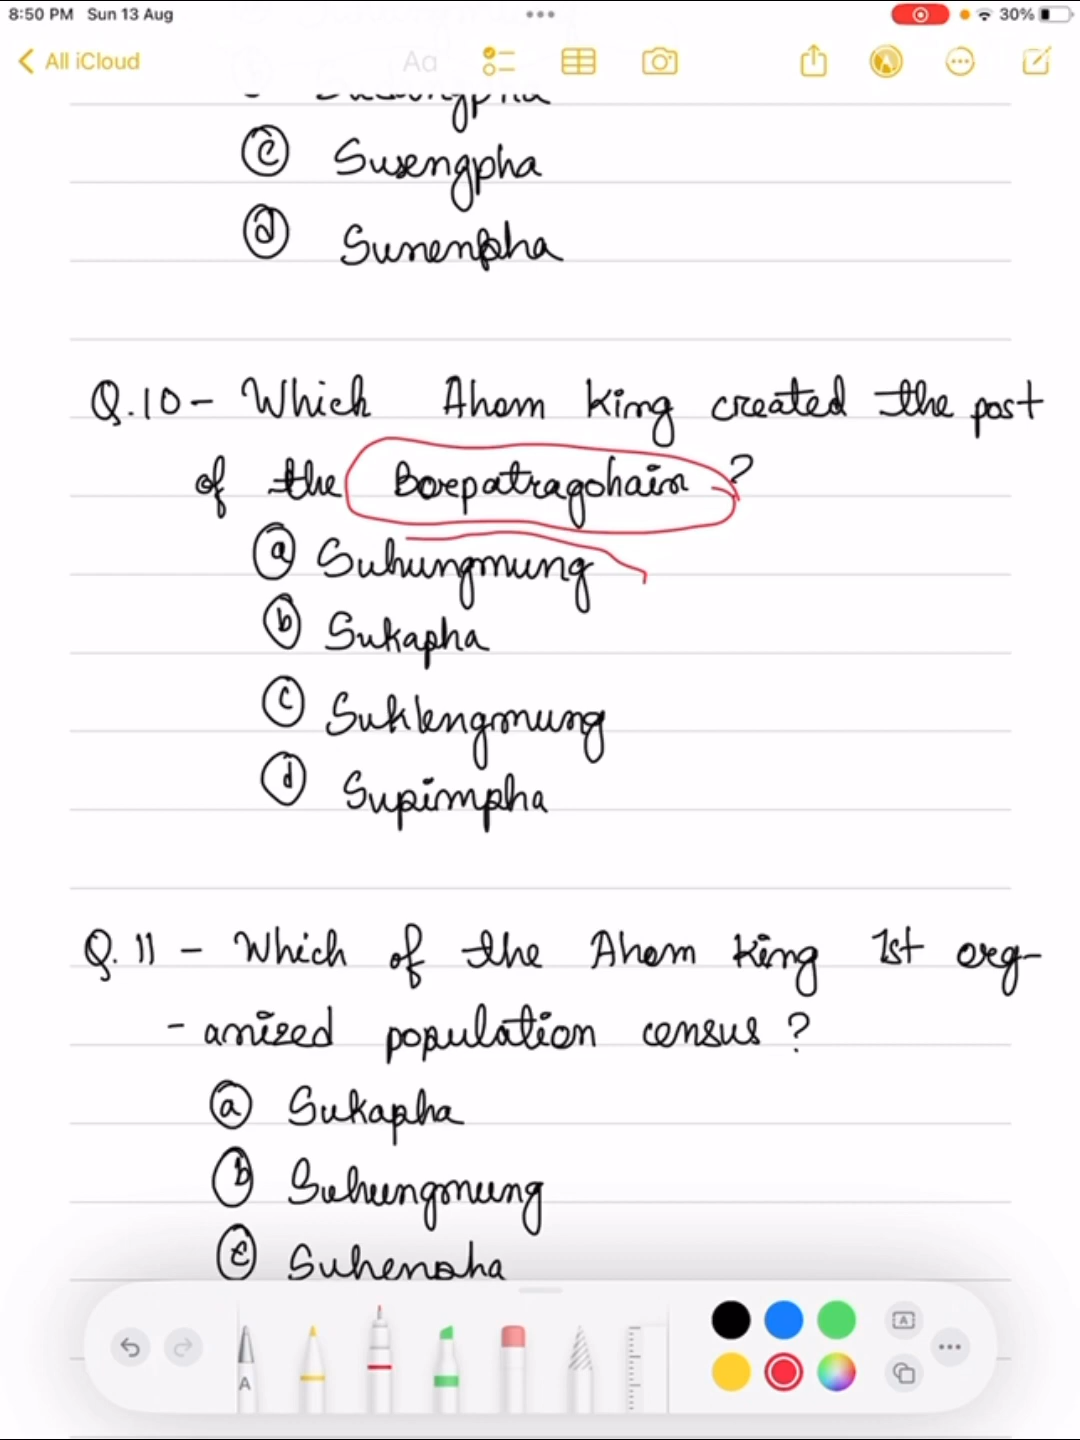 8:50 PM Sun 13 Aug
30%
All iCloud
Aa
c Susengpha
d Sunenpha
Q.10- Which Ahom King created the post
of the Borpatragohain ?
a Suhungmung
b Sukapha
c Suklengmung
d Supimpha
Q. 11 - Which of the Ahom King 1st org-
- anized population census ?
a Sukapha
b Suhungmung
c Suhenpha
A
A